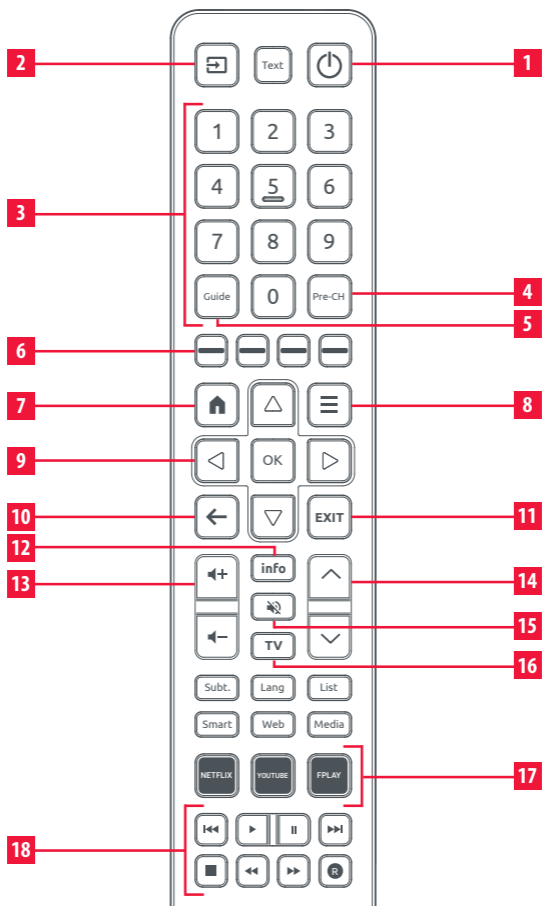 2 Text 1
1 2 3
4 5 6
3
7 8 9
Guide 0 Pre-CH 4
5
6
7 8
9 OK
10 EXIT 11
12 info
13 14
15
TV 16
Subt. Lang List
Smart Web Media
NETFLIX YOUTUBE FPLAY 17
18
R